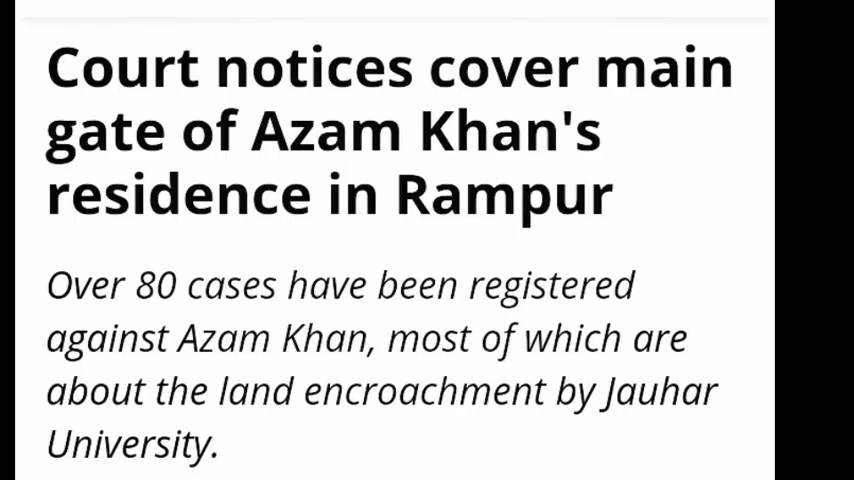 Court notices cover main
gate of Azam Khan's
residence in Rampur
Over 80 cases have been registered
against Azam Khan, most of which are
about the land encroachment by Jauhar
University.